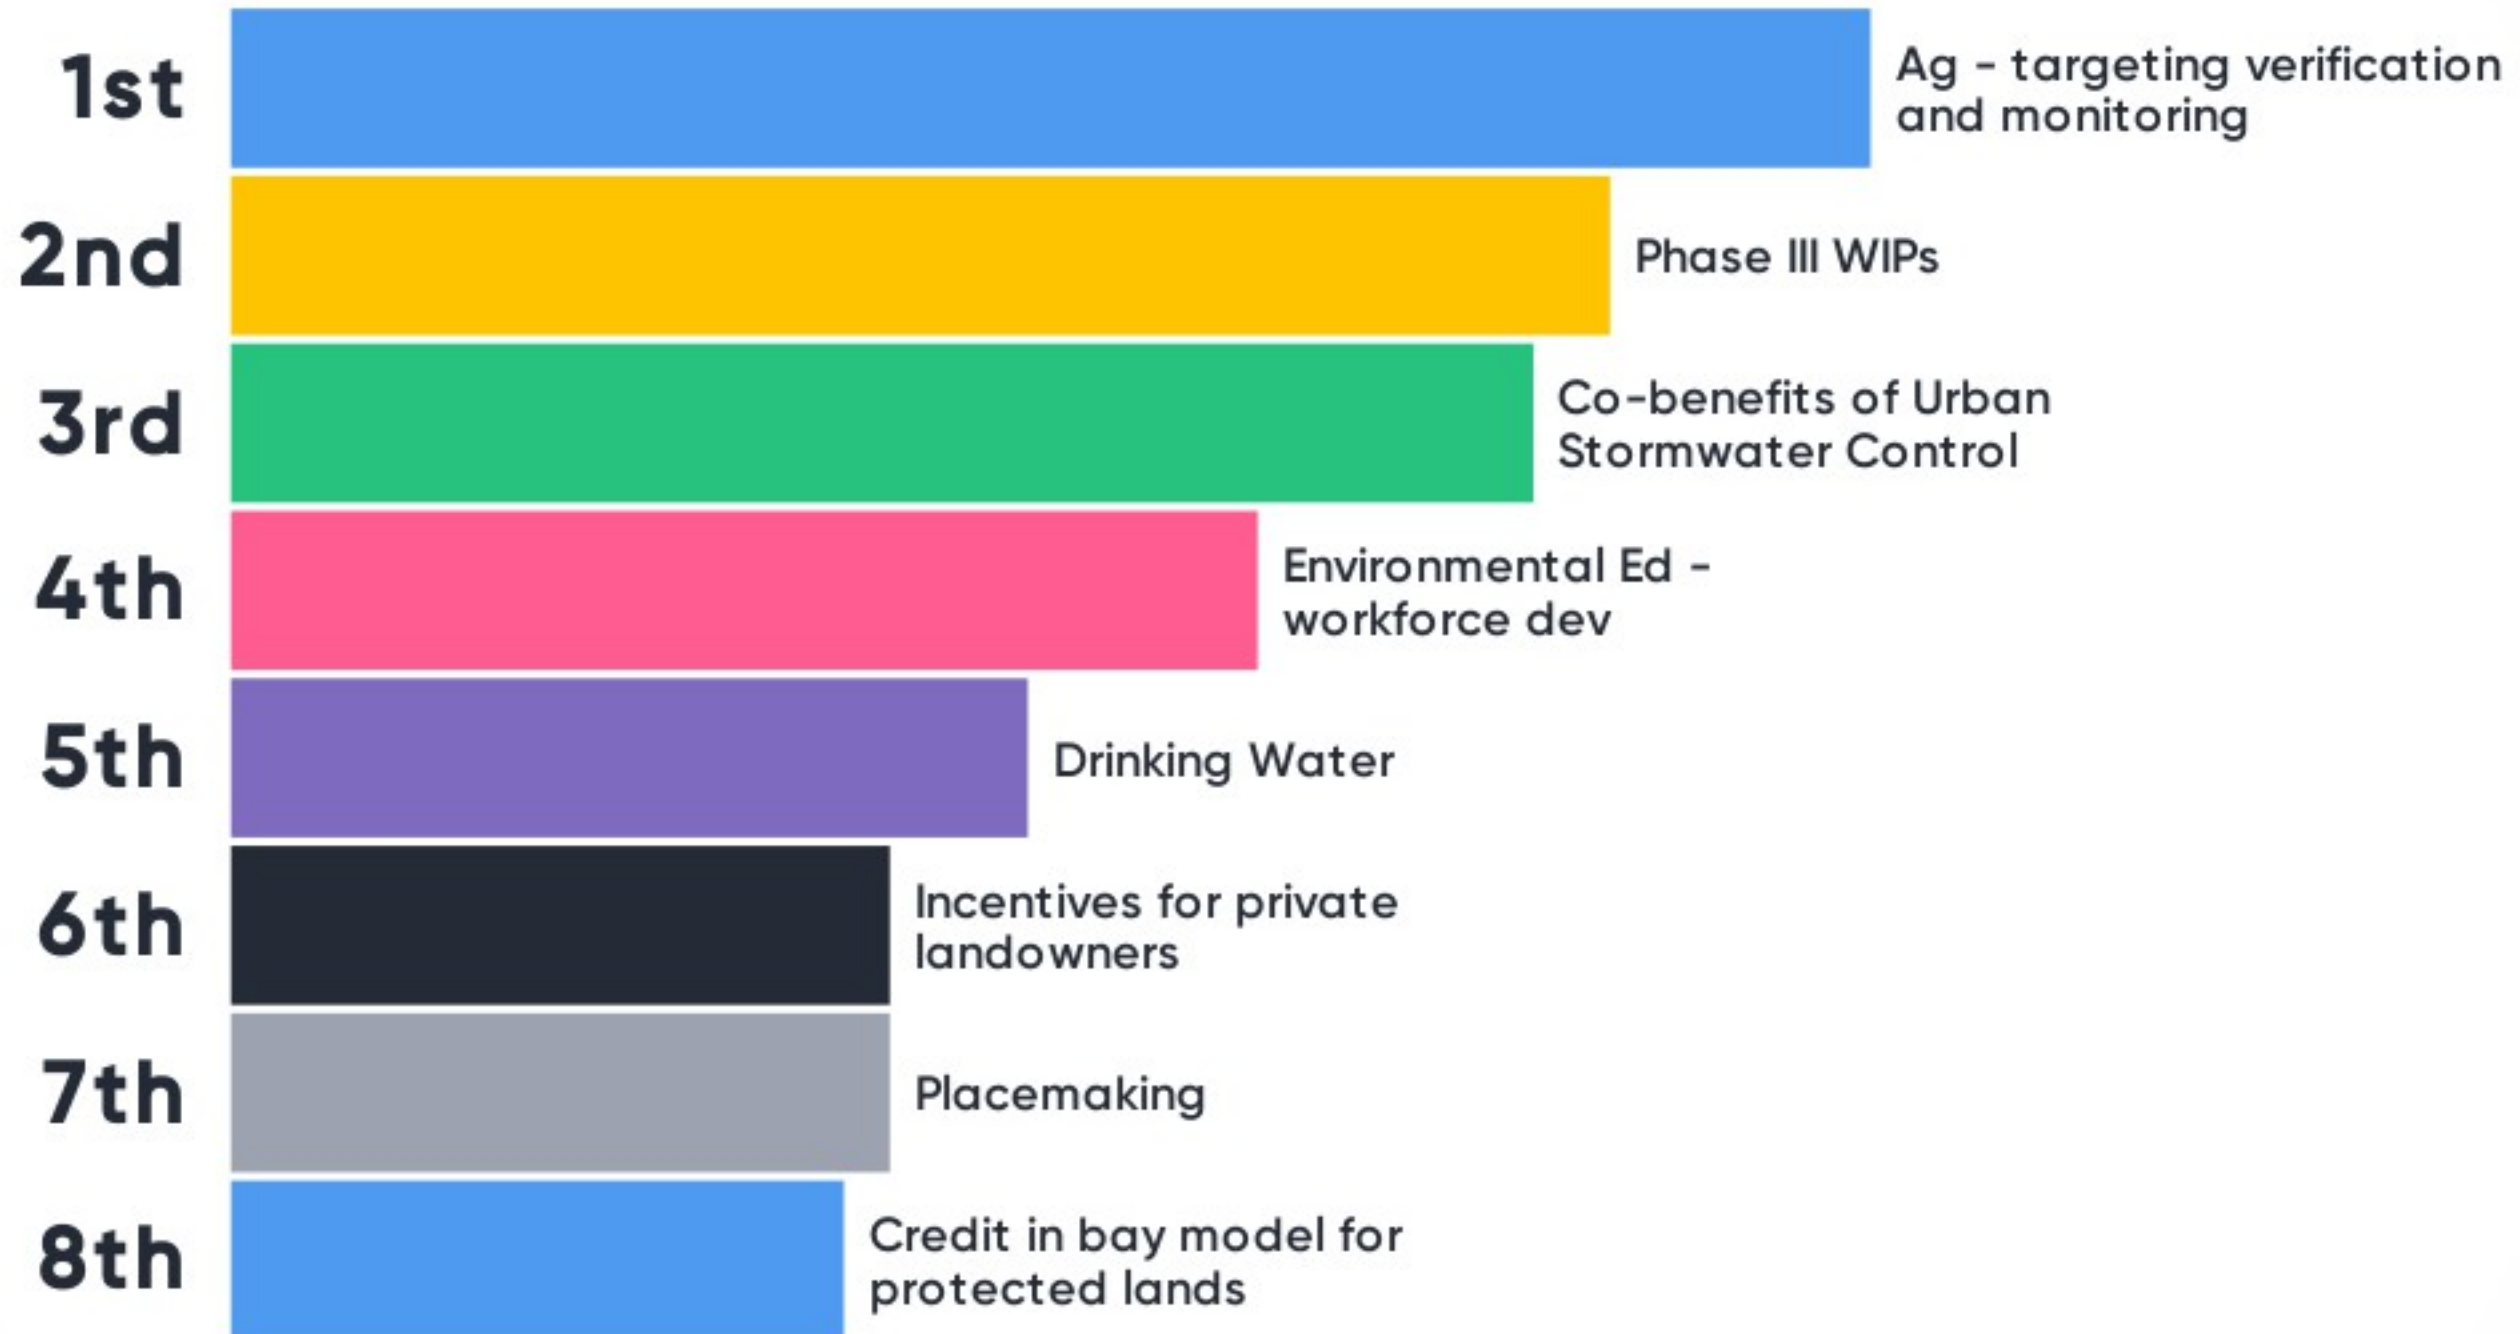 1st
Ag - targeting verification
and monitoring
2nd
Phase III WIPs
3rd
Co-benefits of Urban
Stormwater Control
4th
Environmental Ed -
workforce dev
5th
Drinking Water
6th
Incentives for private
landowners
7th
Placemaking
8th
Credit in bay model for
protected lands